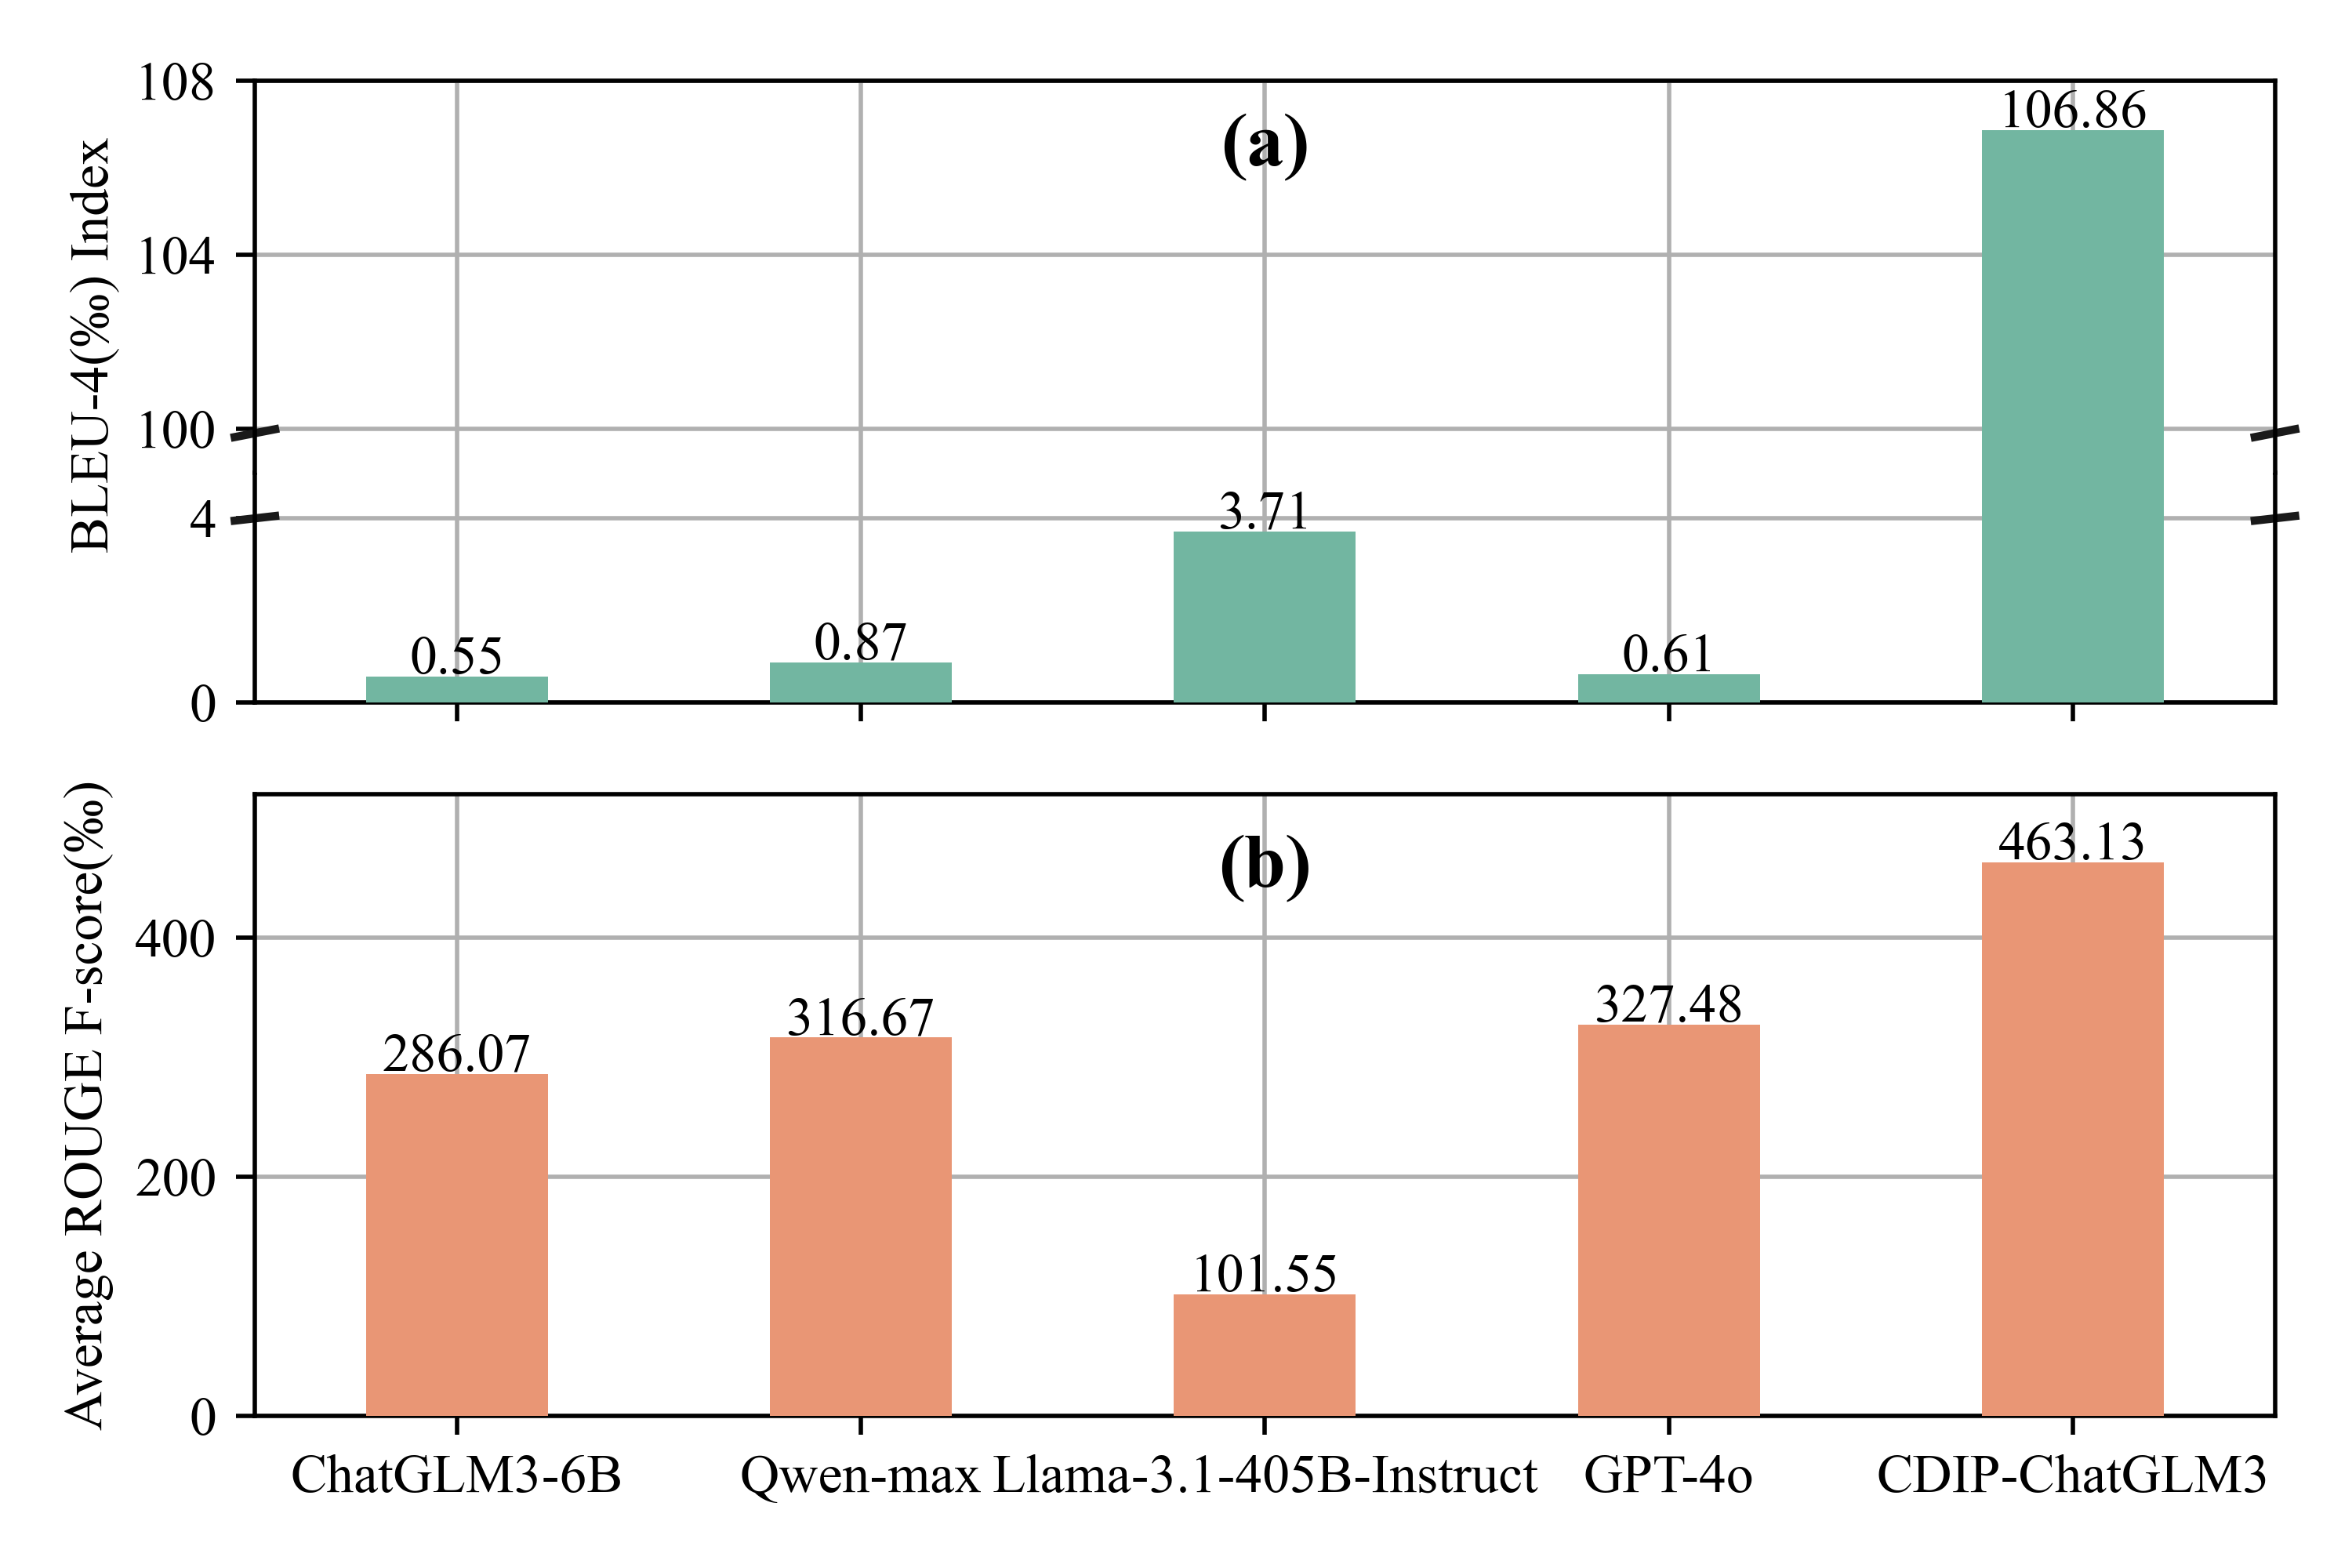 BLEU-4(‰) Index
108
104
100
4
0
(a)
0.55
0.87
3.71
0.61
106.86
Average ROUGE F-score(‰)
400
200
0
(b)
286.07
316.67
101.55
327.48
463.13
ChatGLM3-6B
Qwen-max
Llama-3.1-405B-Instruct
GPT-4o
CDIP-ChatGLM3